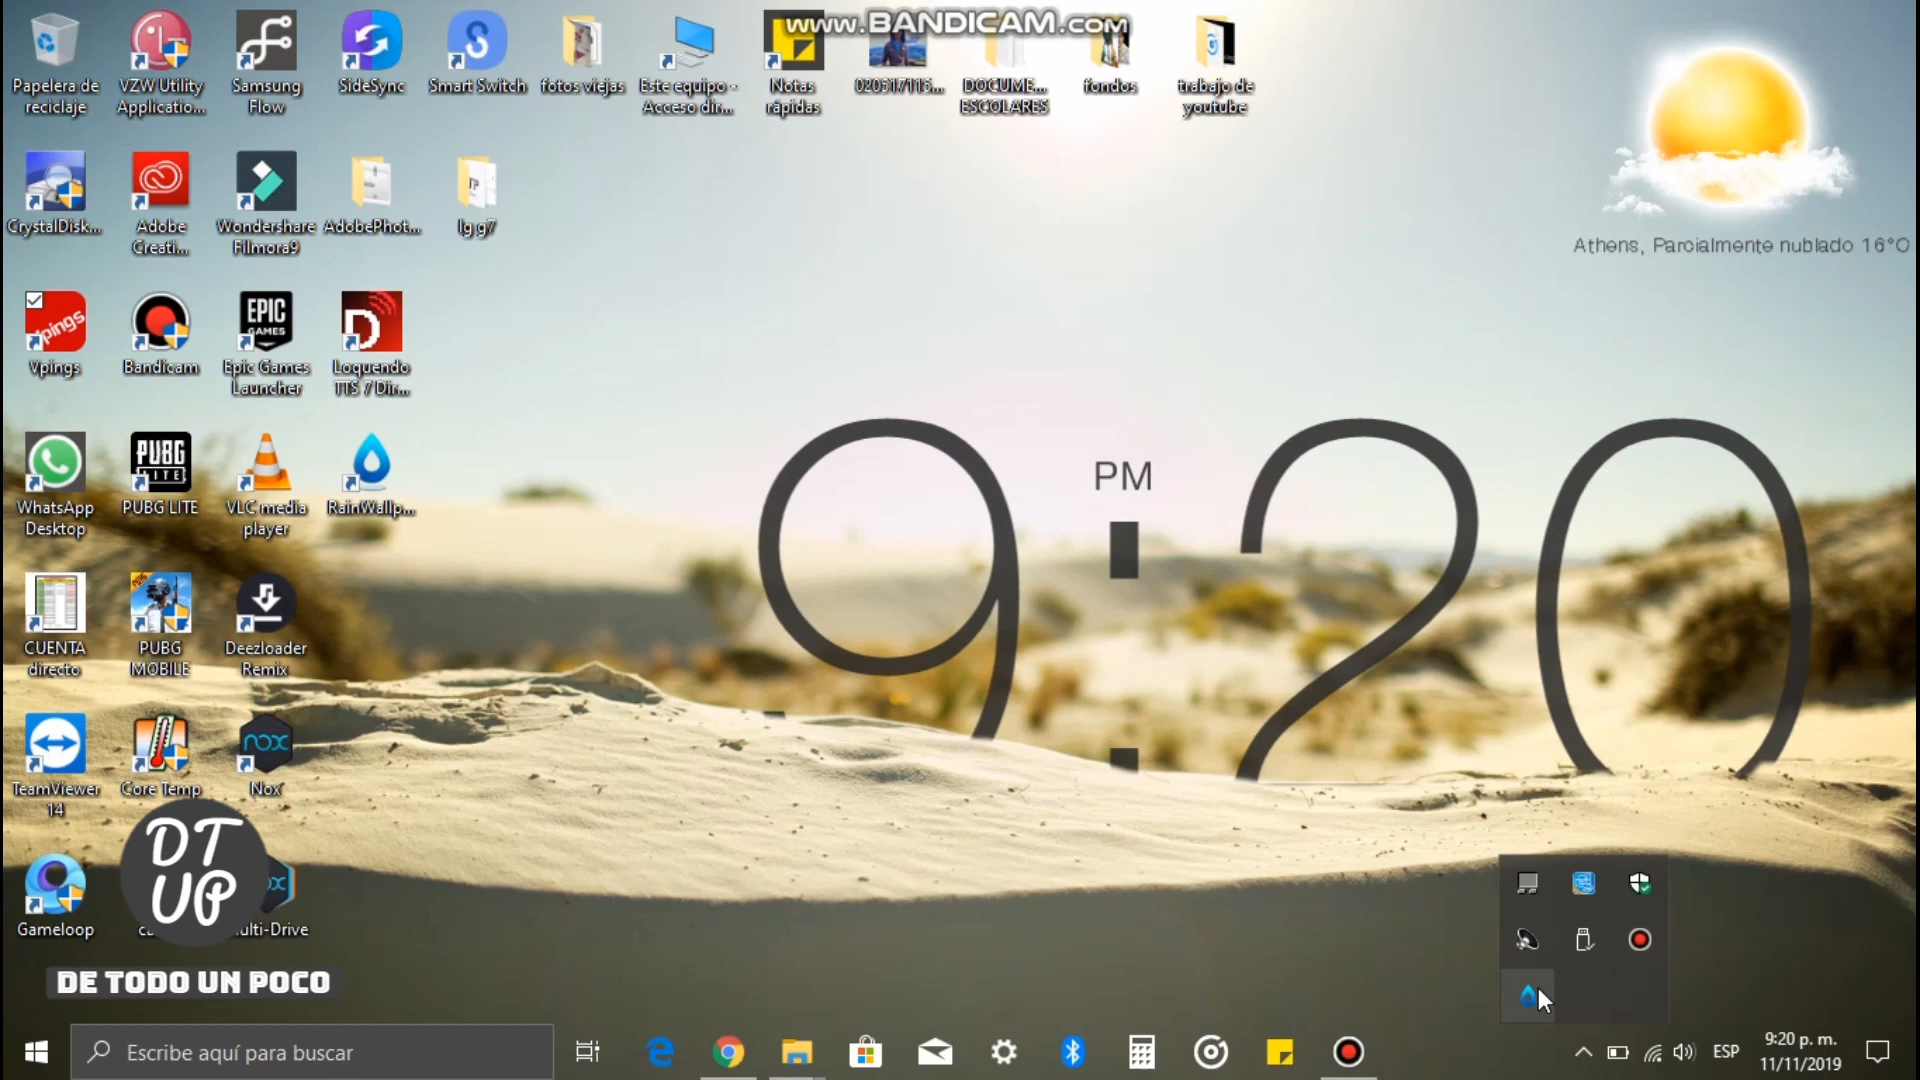 www.BANDICAM.com
Papelera de
reciclaje
VZW Utility
Applicatio...
Samsung
Flow
SideSync
Smart Switch
fotos viejas
Este equipo -
Acceso dir...
Notas
rápidas
020517115...
DOCUME...
ESCOLARES
fondos
trabajo de
youtube
Athens, Parcialmente nublado 16°C
CrystalDisk...
Adobe
Creati...
Wondershare
Filmora9
AdobePhot...
lg g7
Vpings
Bandicam
EPIC
GAMES
Epic Games
Launcher
Loquendo
TTS 7 Dir...
PM
9:20
WhatsApp
Desktop
PUBG
LITE
PUBG LITE
VLC media
player
RainWallp...
CUENTA
directo
PUBG
MOBILE
Deezloader
Remix
TeamViewer
14
Core Temp
nox
Nox
DT
UP
Gameloop
ulti-Drive
DE TODO UN POCO
Escribe aquí para buscar
ESP
9:20 p. m.
11/11/2019